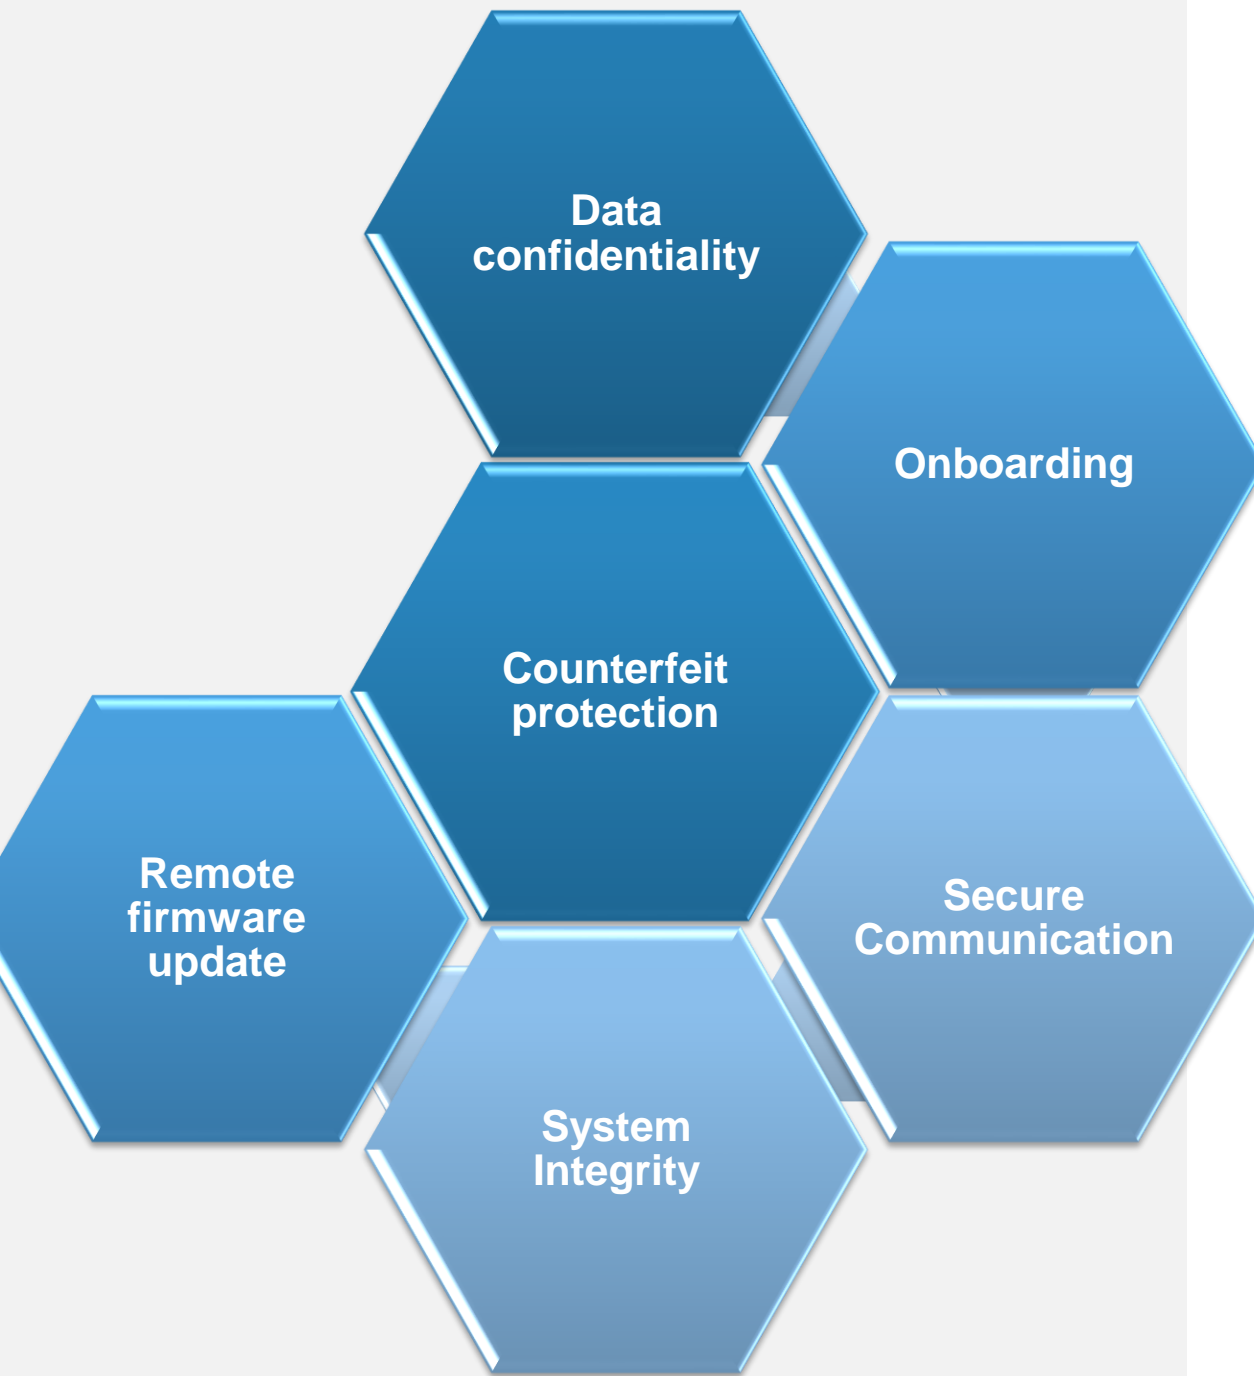 Data
confidentiality
Onboarding
Counterfeit
protection
Remote
firmware
update
Secure
Communication
System
Integrity